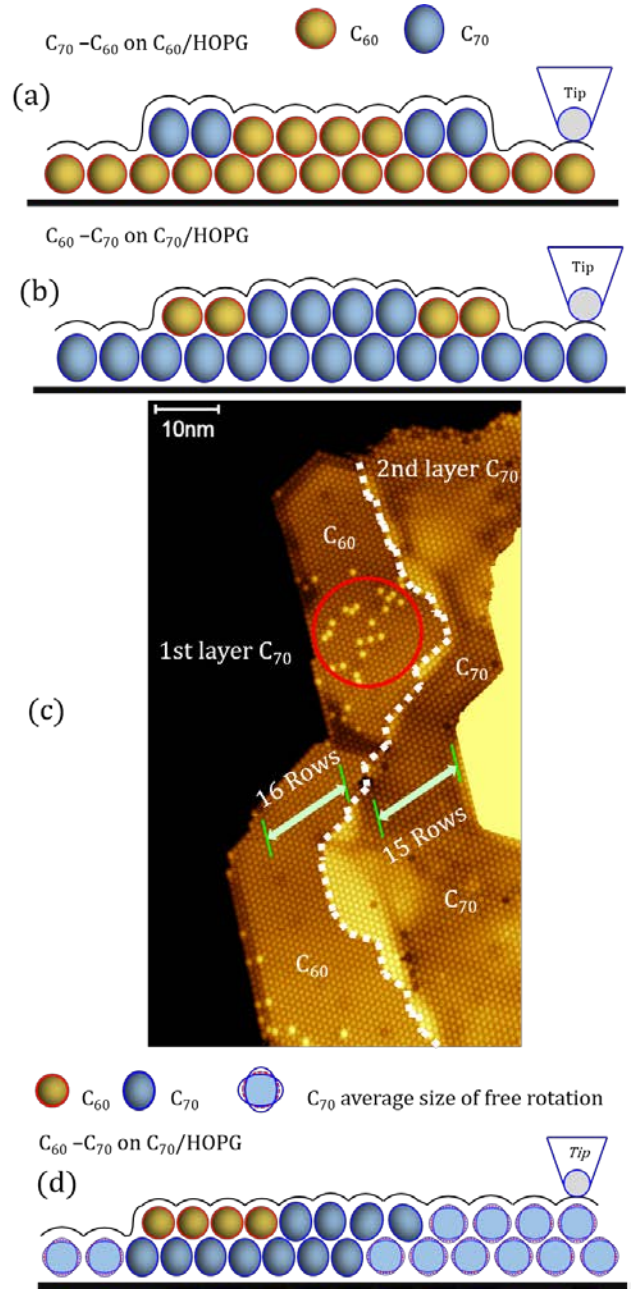 C₇₀ –C₆₀ on C₆₀/HOPG
C₆₀
C₇₀
(a)
Tip
C₆₀ –C₇₀ on C₇₀/HOPG
(b)
Tip
10nm
2nd layer C₇₀
C₆₀
1st layer C₇₀
C₇₀
(c)
16 Rows
15 Rows
C₇₀
C₆₀
C₆₀
C₇₀
C₇₀ average size of free rotation
C₆₀ –C₇₀ on C₇₀/HOPG
(d)
Tip